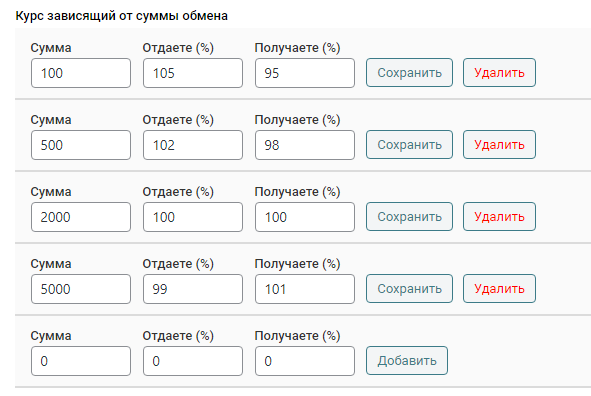 Курс зависящий от суммы обмена
Сумма Отдаете (%) Получаете (%)
100 105 95 Сохранить Удалить
Сумма Отдаете (%) Получаете (%)
500 102 98 Сохранить Удалить
Сумма Отдаете (%) Получаете (%)
2000 100 100 Сохранить Удалить
Сумма Отдаете (%) Получаете (%)
5000 99 101 Сохранить Удалить
Сумма Отдаете (%) Получаете (%)
0 0 0 Добавить